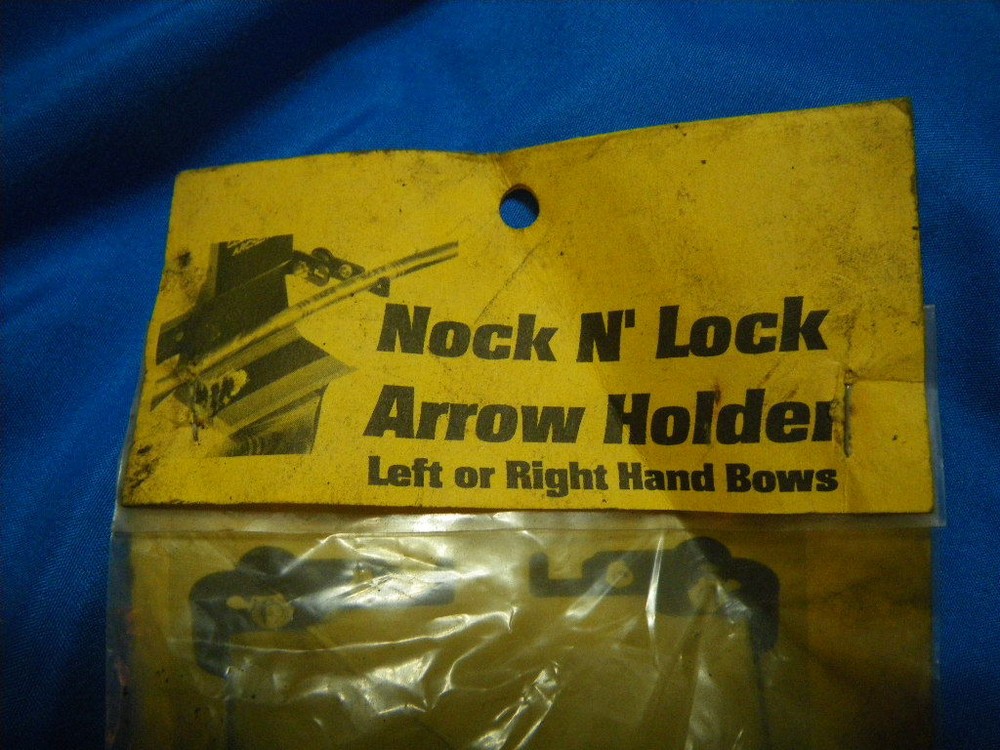 Nock N' Lock
Arrow Holder
Left or Right Hand Bows